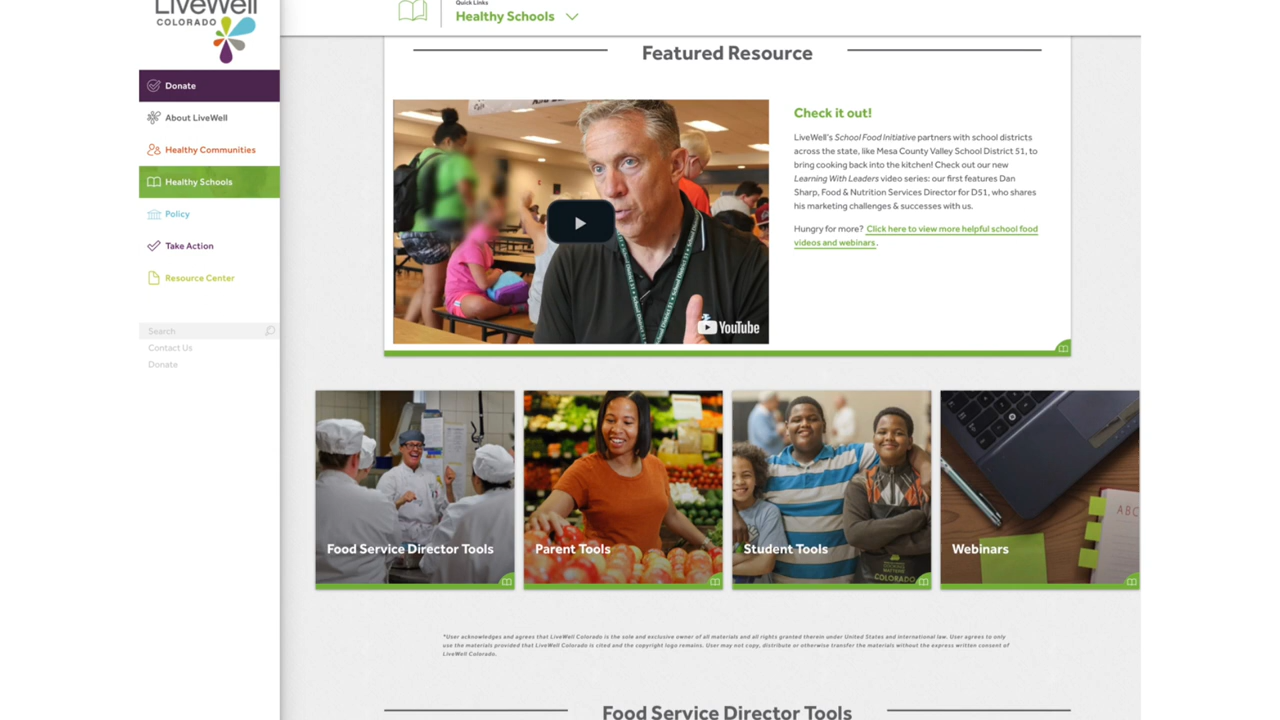 LiveWell
COLORADO
Quick Links
Healthy Schools
Donate
About LiveWell
Healthy Communities
Healthy Schools
Policy
Take Action
Resource Center
Search
Contact Us
Donate
Featured Resource
Check it out!
LiveWell's School Food Initiative partners with school districts
across the state, like Mesa County Valley School District 51, to
bring cooking back into the kitchen! Check out our new
Learning With Leaders video series: our first features Dan
Sharp, Food & Nutrition Services Director for D51, who shares
his marketing challenges & successes with us.
Hungry for more? Click here to view more helpful school food
videos and webinars.
YouTube
Food Service Director Tools
Parent Tools
Student Tools
COLORADO
Webinars
ABC
*User acknowledges and agrees that LiveWell Colorado is the sole and exclusive owner of all materials and all rights granted therein under United States and international law. User agrees to only
use the materials provided that LiveWell Colorado is cited and the copyright logo remains. User may not copy, distribute or otherwise transfer the materials without the express written consent of
LiveWell Colorado.
Food Service Director Tools